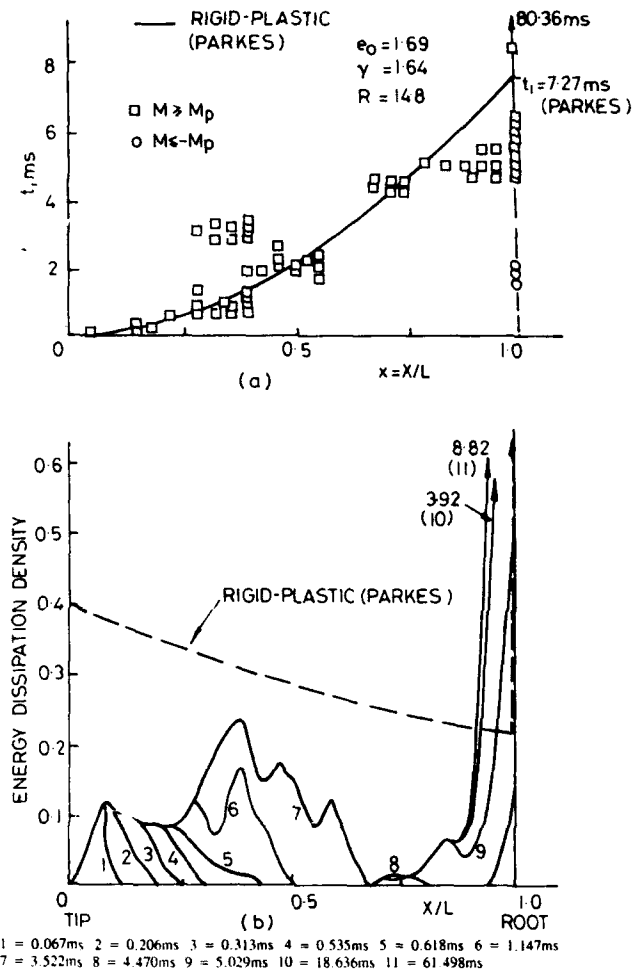 RIGID-PLASTIC
(PARKES)
80·36ms
e₀=1·69
γ=1·64
R=14·8
t₁=7·27ms
(PARKES)
□ M⩾Mp
○ M⩽-Mp
t,ms
8
6
4
2
0
0
0·5
1·0
(a)
x=X/L
8·82
(11)
3·92
(10)
RIGID-PLASTIC (PARKES)
ENERGY DISSIPATION DENSITY
0·6
0·5
0·4
0·3
0·2
0·1
0
1
2
3
4
5
6
7
8
9
0
0·5
1·0
TIP
(b)
X/L
ROOT
1 = 0.067ms 2 = 0.206ms 3 = 0.313ms 4 = 0.535ms 5 = 0.618ms 6 = 1.147ms
7 = 3.522ms 8 = 4.470ms 9 = 5.029ms 10 = 18.636ms 11 = 61.498ms